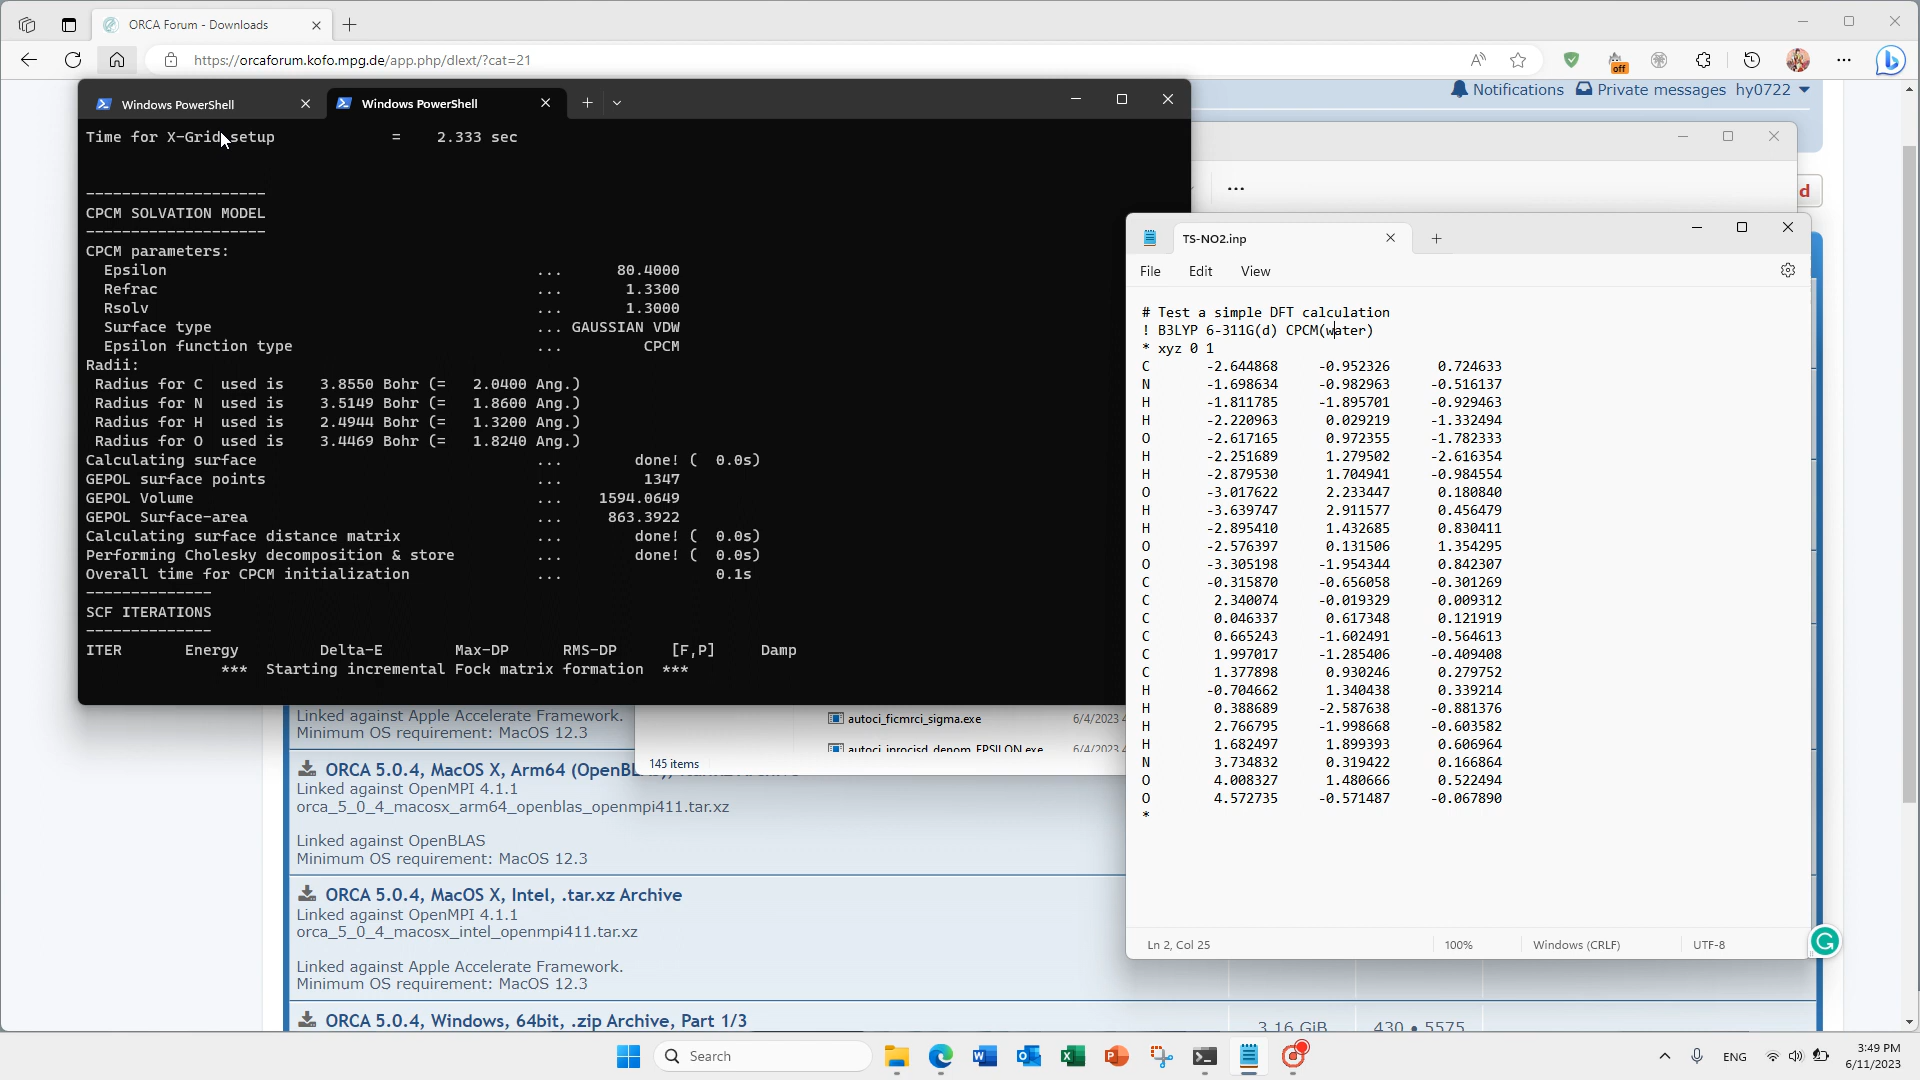 ORCA Forum - Downloads
https://orcaforum.kofo.mpg.de/app.php/dlext/?cat=21
off
Notifications Private messages hy0722
Windows PowerShell
Windows PowerShell
Time for X-Grid setup = 2.333 sec
--------------------
CPCM SOLVATION MODEL
--------------------
CPCM parameters:
Epsilon ... 80.4000
Refrac ... 1.3300
Rsolv ... 1.3000
Surface type ... GAUSSIAN VDW
Epsilon function type ... CPCM
Radii:
Radius for C used is 3.8550 Bohr (= 2.0400 Ang.)
Radius for N used is 3.5149 Bohr (= 1.8600 Ang.)
Radius for H used is 2.4944 Bohr (= 1.3200 Ang.)
Radius for O used is 3.4469 Bohr (= 1.8240 Ang.)
Calculating surface ... done! ( 0.0s)
GEPOL surface points ... 1347
GEPOL Volume ... 1594.0649
GEPOL Surface-area ... 863.3922
Calculating surface distance matrix ... done! ( 0.0s)
Performing Cholesky decomposition & store ... done! ( 0.0s)
Overall time for CPCM initialization ... 0.1s
--------------
SCF ITERATIONS
--------------
ITER Energy Delta-E Max-DP RMS-DP [F,P] Damp
*** Starting incremental Fock matrix formation ***
d
TS-NO2.inp
File Edit View
# Test a simple DFT calculation
! B3LYP 6-311G(d) CPCM(water)
* xyz 0 1
C -2.644868 -0.952326 0.724633
N -1.698634 -0.982963 -0.516137
H -1.811785 -1.895701 -0.929463
H -2.220963 0.029219 -1.332494
O -2.617165 0.972355 -1.782333
H -2.251689 1.279502 -2.616354
H -2.879530 1.704941 -0.984554
O -3.017622 2.233447 0.180840
H -3.639747 2.911577 0.456479
H -2.895410 1.432685 0.830411
O -2.576397 0.131506 1.354295
O -3.305198 -1.954344 0.842307
C -0.315870 -0.656058 -0.301269
C 2.340074 -0.019329 0.009312
C 0.046337 0.617348 0.121919
C 0.665243 -1.602491 -0.564613
C 1.997017 -1.285406 -0.409408
C 1.377898 0.930246 0.279752
H -0.704662 1.340438 0.339214
H 0.388689 -2.587638 -0.881376
H 2.766795 -1.998668 -0.603582
H 1.682497 1.899393 0.606964
N 3.734832 0.319422 0.166864
O 4.008327 1.480666 0.522494
O 4.572735 -0.571487 -0.067890
*
Ln 2, Col 25 100% Windows (CRLF) UTF-8
autoci_ficmrci_sigma.exe 6/4/2023 4
autoci_inrocisd_denom_EPSILON.exe 6/4/2023 4
145 items
Linked against Apple Accelerate Framework.
Minimum OS requirement: MacOS 12.3
ORCA 5.0.4, MacOS X, Arm64 (OpenBL
Linked against OpenMPI 4.1.1
orca_5_0_4_macosx_arm64_openblas_openmpi411.tar.xz
Linked against OpenBLAS
Minimum OS requirement: MacOS 12.3
ORCA 5.0.4, MacOS X, Intel, .tar.xz Archive
Linked against OpenMPI 4.1.1
orca_5_0_4_macosx_intel_openmpi411.tar.xz
Linked against Apple Accelerate Framework.
Minimum OS requirement: MacOS 12.3
ORCA 5.0.4, Windows, 64bit, .zip Archive, Part 1/3
3.16 GiB 430 • 5575
Search
ENG
3:49 PM
6/11/2023